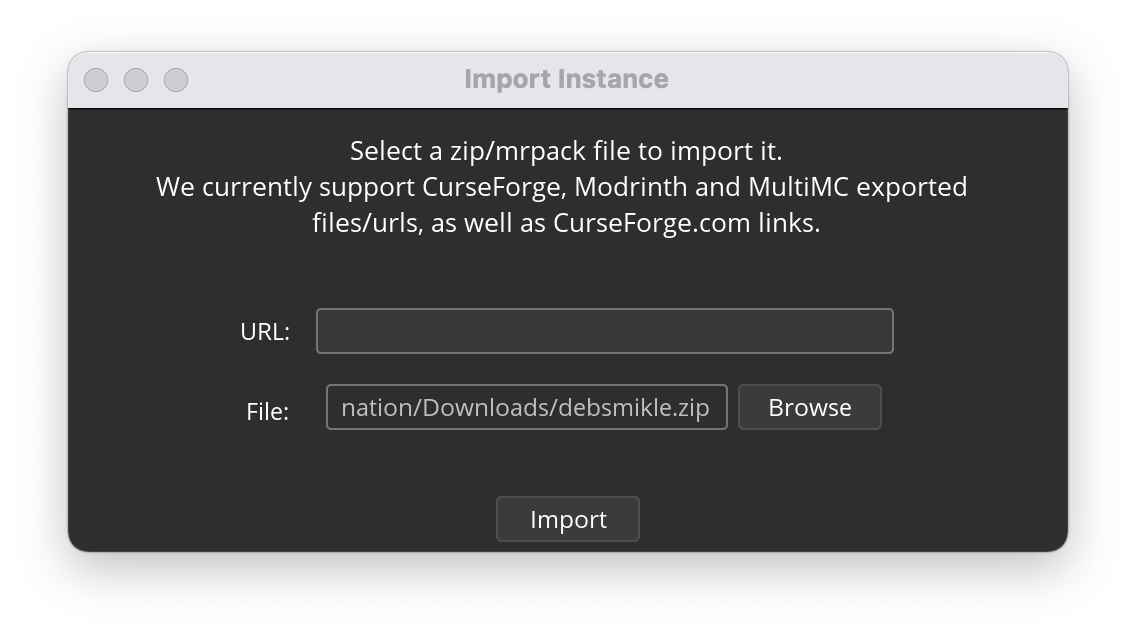 Import Instance
Select a zip/mrpack file to import it.
We currently support CurseForge, Modrinth and MultiMC exported
files/urls, as well as CurseForge.com links.
URL:
File: nation/Downloads/debsmikle.zip Browse
Import